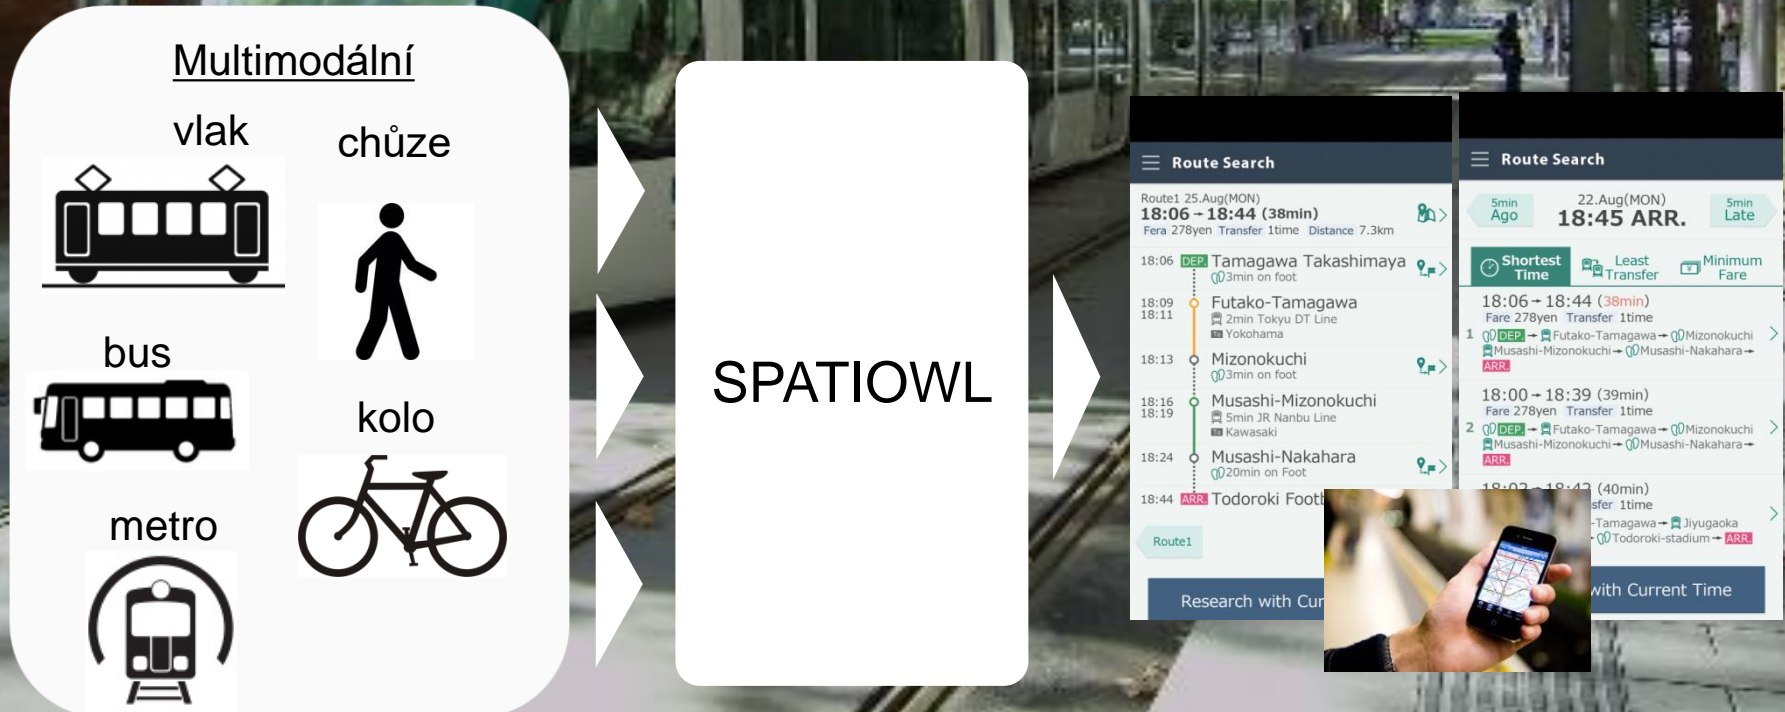 Multimodální
vlak
chůze
bus
kolo
metro
SPATIOWL
Route Search
Route1 25.Aug(MON)
18:06→18:44 (38min)
Fera 278yen Transfer 1time Distance 7.3km
18:06 DEP. Tamagawa Takashimaya
3min on foot
18:09 Futako-Tamagawa
18:11 2min Tokyu DT Line
To Yokohama
18:13 Mizonokuchi
3min on foot
18:16 Musashi-Mizonokuchi
18:19 5min JR Nanbu Line
To Kawasaki
18:24 Musashi-Nakahara
20min on Foot
18:44 ARR. Todoroki Foot
Route1
Research with Cur
Route Search
5min Ago
22.Aug(MON)
18:45 ARR.
5min Late
Shortest Time
Least Transfer
Minimum Fare
18:06→18:44 (38min)
Fare 278yen Transfer 1time
1 DEP.→Futako-Tamagawa→Mizonokuchi
Musashi-Mizonokuchi→Musashi-Nakahara→
ARR.
18:00→18:39 (39min)
Fare 278yen Transfer 1time
2 DEP.→Futako-Tamagawa→Mizonokuchi
Musashi-Mizonokuchi→Musashi-Nakahara→
ARR.
(40min)
sfer 1time
-Tamagawa→Jiyugaoka
→Todoroki-stadium→ARR.
with Current Time